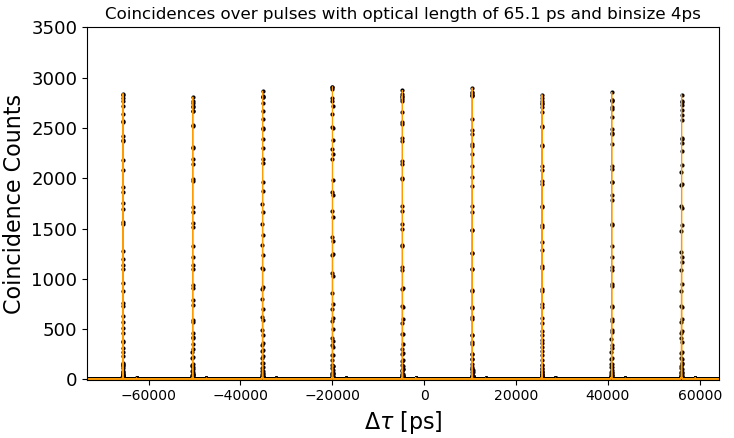 Coincidences over pulses with optical length of 65.1 ps and binsize 4ps
3500
3000
2500
2000
1500
1000
500
0
Coincidence Counts
−60000 −40000 −20000 0 20000 40000 60000
Δτ [ps]